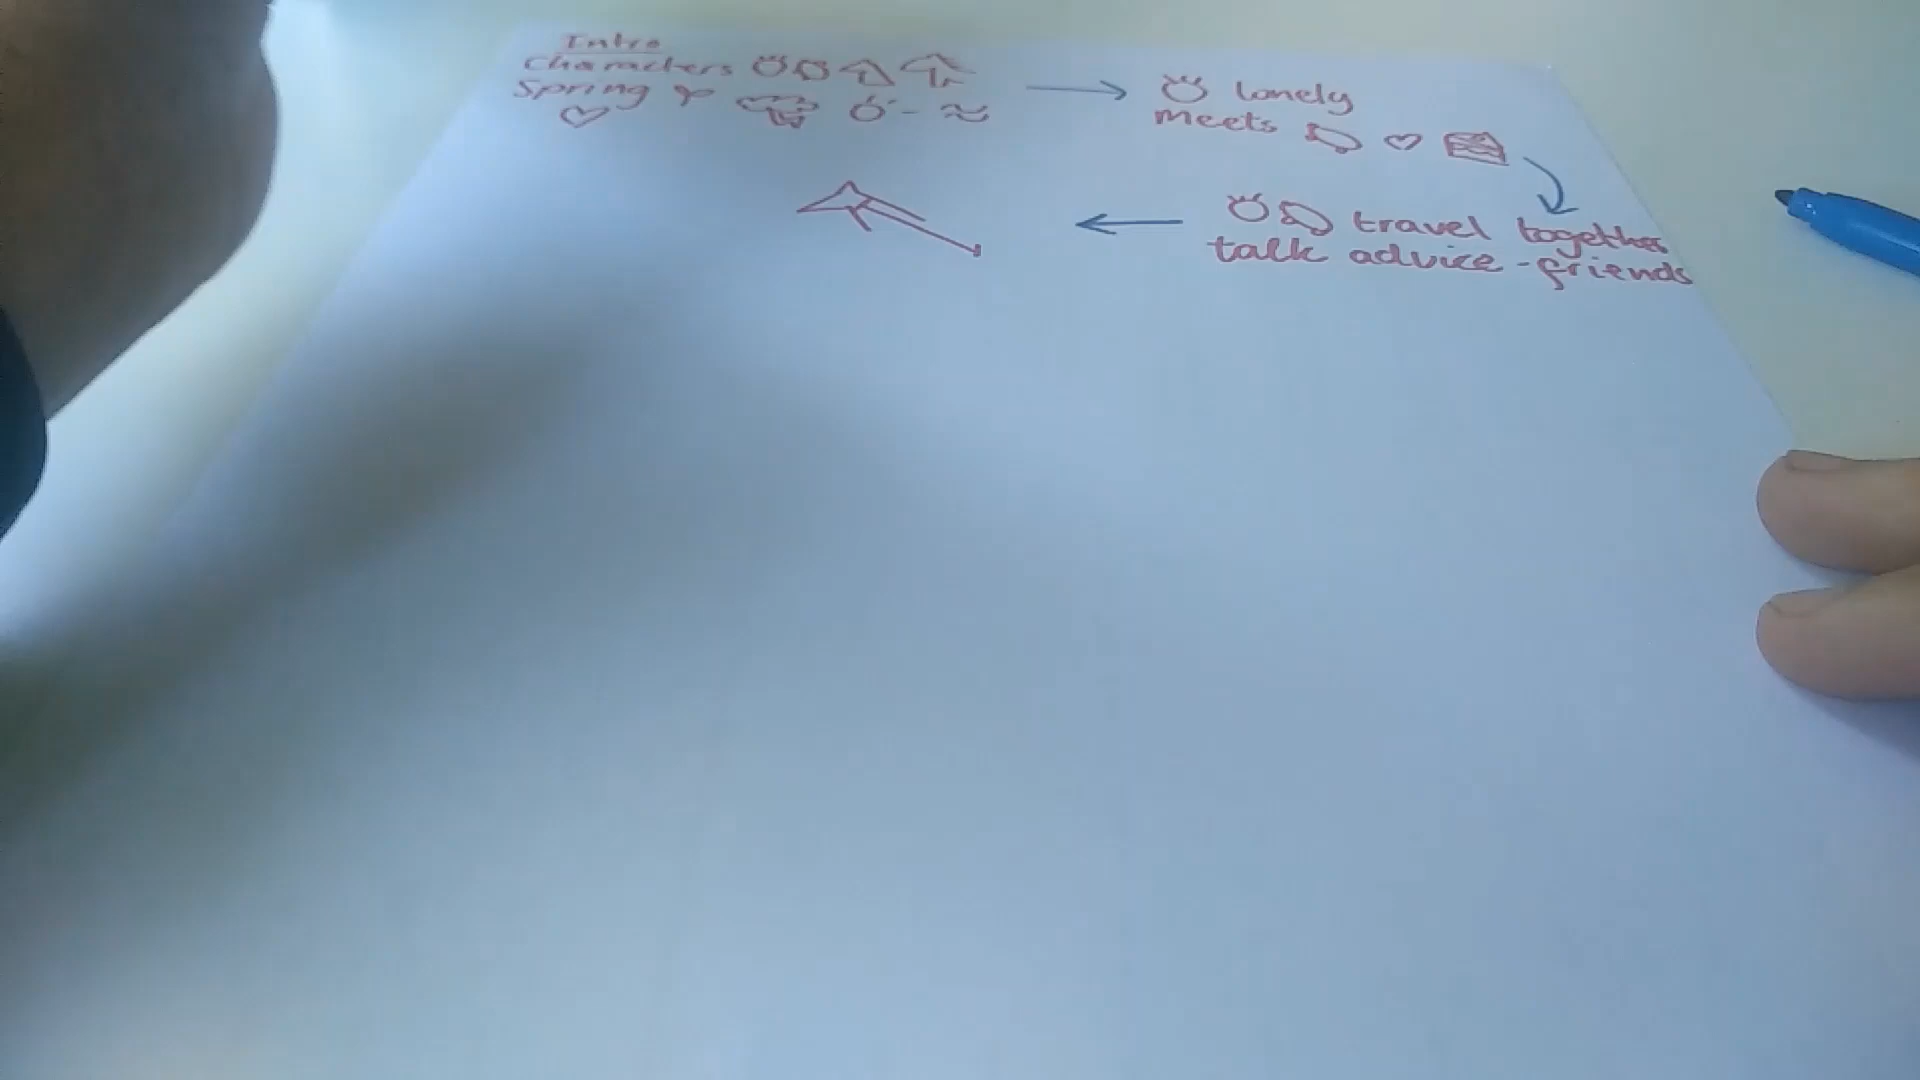 Intro
Characters
Spring
lonely
meets
travel together
talk advice - friends